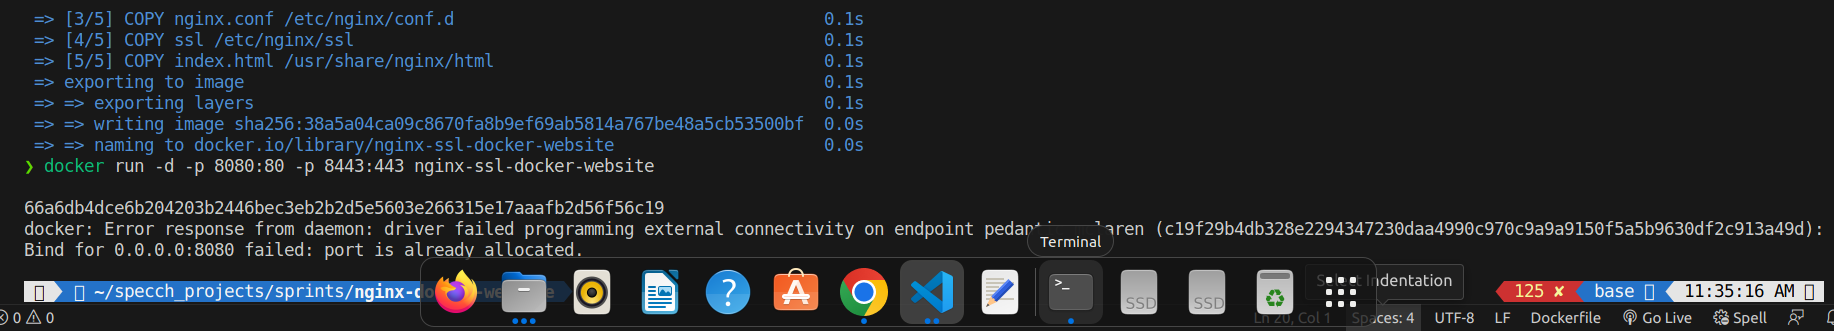 => [3/5] COPY nginx.conf /etc/nginx/conf.d 0.1s
=> [4/5] COPY ssl /etc/nginx/ssl 0.1s
=> [5/5] COPY index.html /usr/share/nginx/html 0.1s
=> exporting to image 0.1s
=> => exporting layers 0.1s
=> => writing image sha256:38a5a04ca09c8670fa8b9ef69ab5814a767be48a5cb53500bf 0.0s
=> => naming to docker.io/library/nginx-ssl-docker-website 0.0s
❯ docker run -d -p 8080:80 -p 8443:443 nginx-ssl-docker-website
66a6db4dce6b204203b2446bec3eb2b2d5e5603e266315e17aaafb2d56f56c19
docker: Error response from daemon: driver failed programming external connectivity on endpoint (c19f29b4db328e2294347230daa4990c970c9a9a9150f5a5b9630df2c913a49d):
Bind for 0.0.0.0:8080 failed: port is already allocated.
Terminal
SSD
SSD
Indentation
~/specch_projects/sprints/ 125 ✘ base 11:35:16 AM
0 0 Ln 20, Col 1 Spaces: 4 UTF-8 LF Dockerfile Go Live Spell